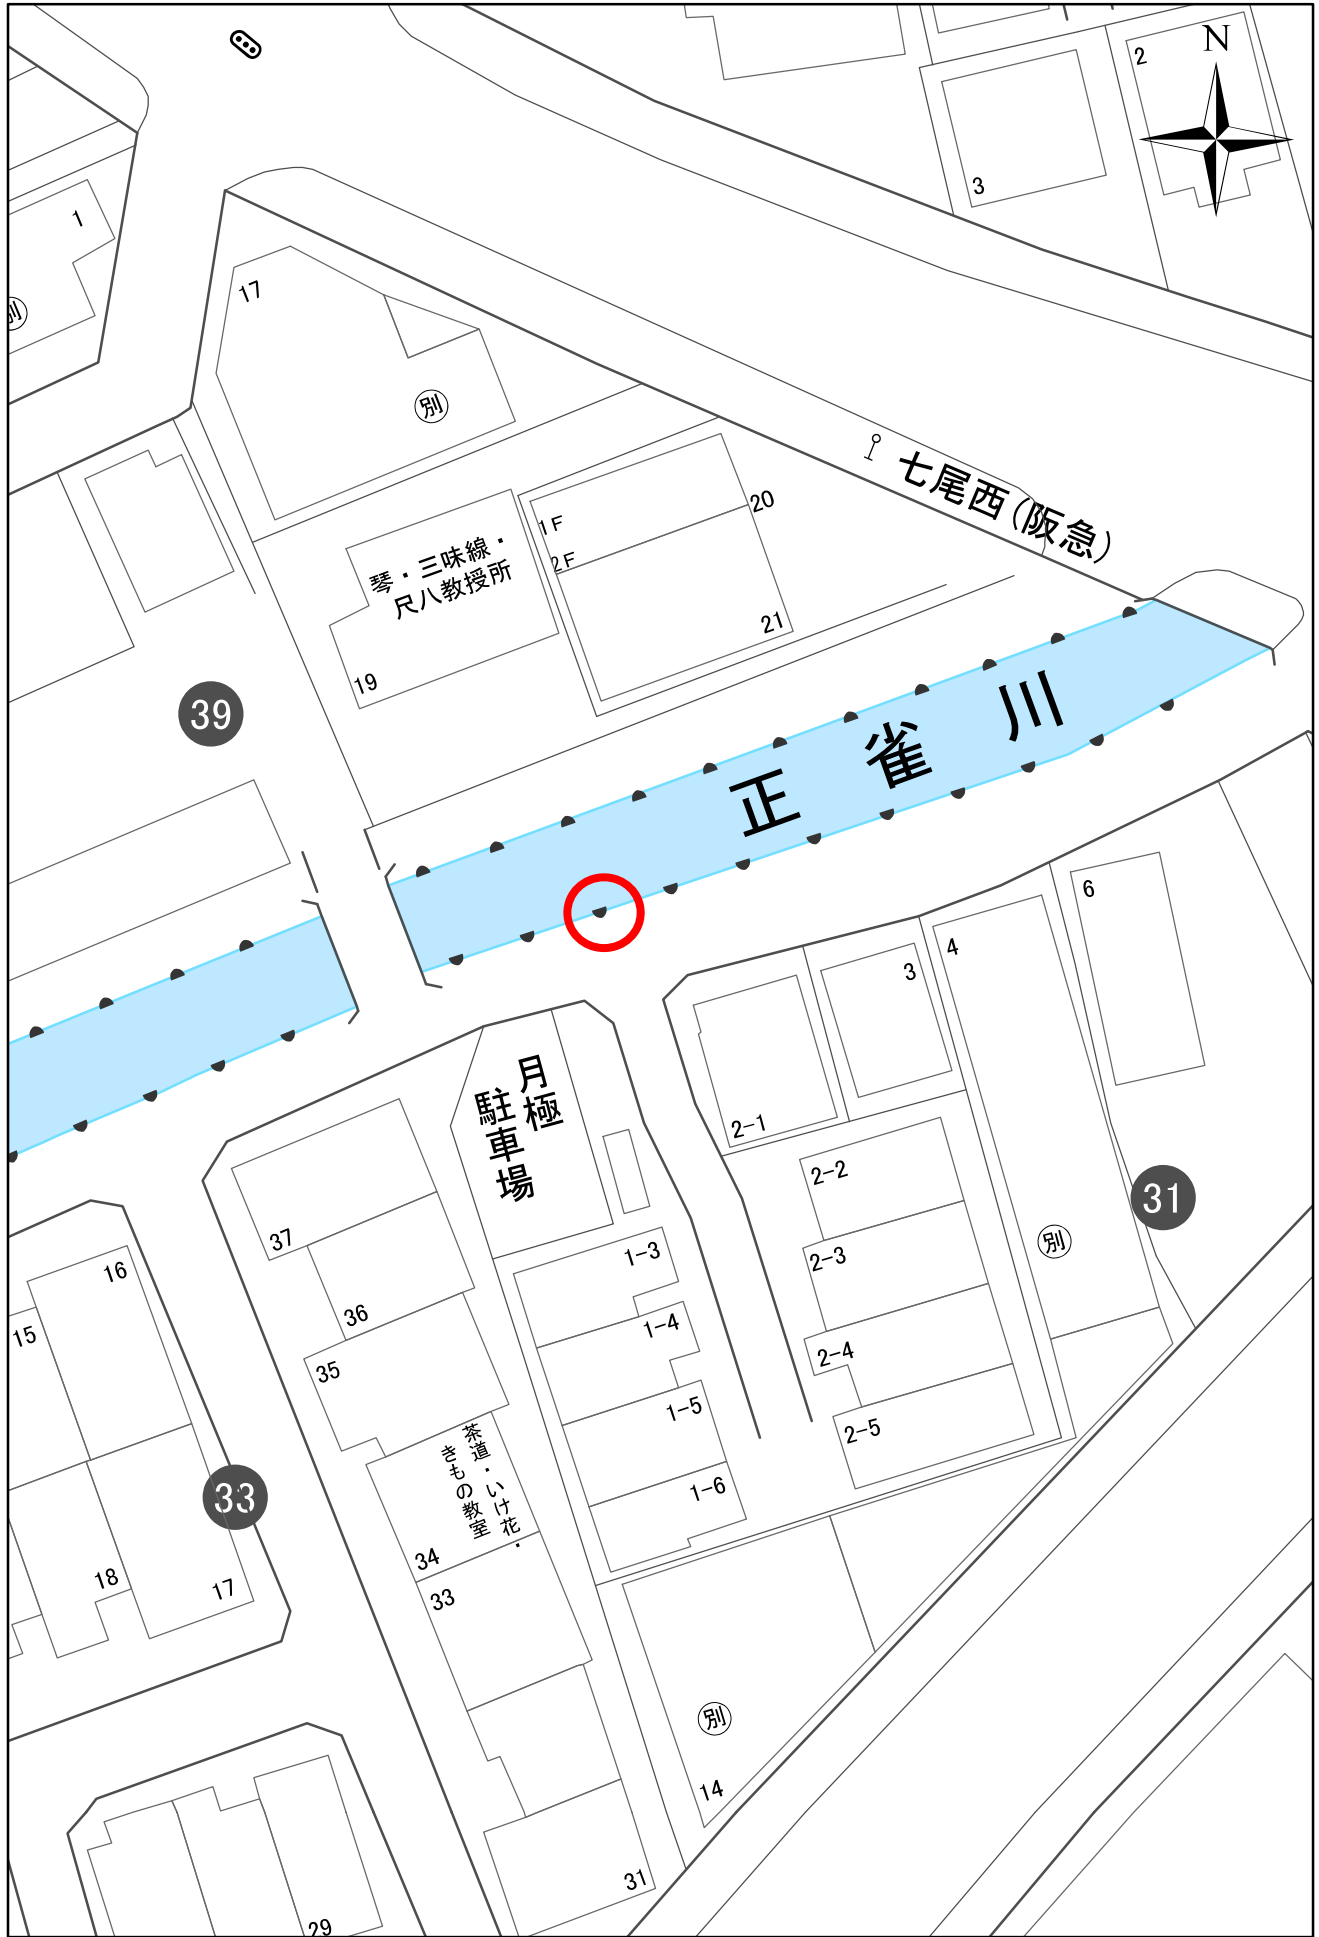 N
2
3
1
別
17
別
七尾西(阪急)
1F
2F
20
21
琴・三味線・
尺八教授所
19
39
正雀川
6
4
3
2-1
月極
駐車場
2-2
31
別
2-3
2-4
2-5
37
36
35
1-3
1-4
1-5
1-6
16
15
茶道・いけ花・
きもの教室
34
33
33
18
17
別
14
31
29